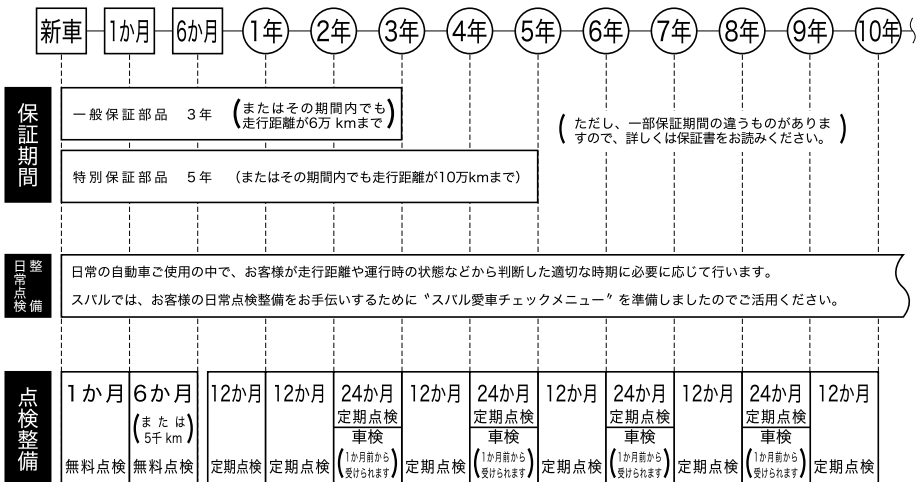 新車 1か月 6か月 1年 2年 3年 4年 5年 6年 7年 8年 9年 10年
保証期間
一般保証部品 3年 (またはその期間内でも
走行距離が6万 kmまで)
(ただし、一部保証期間の違うものがありま
すので、詳しくは保証書をお読みください。)
特別保証部品 5年 (またはその期間内でも走行距離が10万kmまで)
日常点検
整備
日常の自動車ご使用の中で、お客様が走行距離や運行時の状態などから判断した適切な時期に必要に応じて行います。
スバルでは、お客様の日常点検整備をお手伝いするために〝スバル愛車チェックメニュー〞を準備しましたのでご活用ください。
点検整備
1か月
無料点検
6か月
(または
5千 km)
無料点検
12か月
定期点検
12か月
定期点検
24か月
定期点検
車検
(1か月前から
受けられます)
12か月
定期点検
24か月
定期点検
車検
(1か月前から
受けられます)
12か月
定期点検
24か月
定期点検
車検
(1か月前から
受けられます)
12か月
定期点検
24か月
定期点検
車検
(1か月前から
受けられます)
12か月
定期点検